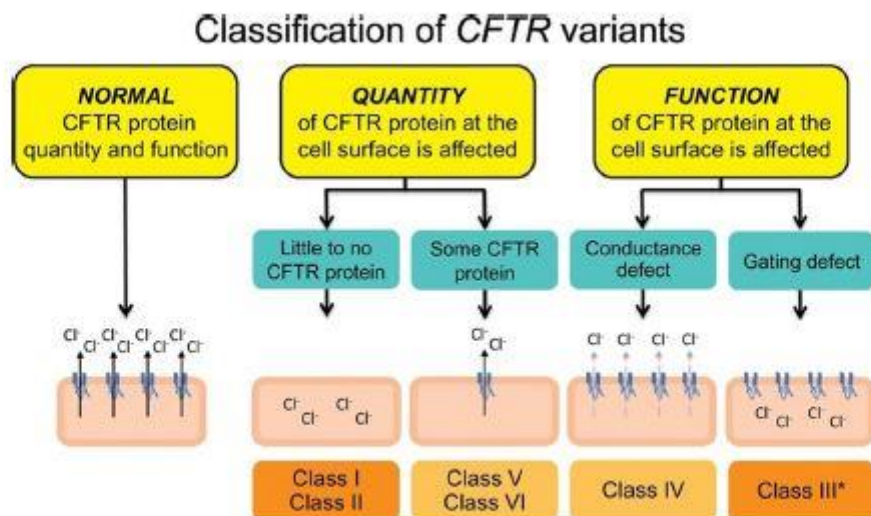 Classification of CFTR variants
NORMAL
CFTR protein
quantity and function
QUANTITY
of CFTR protein at the
cell surface is affected
FUNCTION
of CFTR protein at the
cell surface is affected
Little to no
CFTR protein
Some CFTR
protein
Conductance
defect
Gating defect
Cl- Cl- Cl- Cl-
Cl- Cl- Cl- Cl-
Cl-
Cl-
Cl- Cl- Cl- Cl-
Cl- Cl-
Cl- Cl-
Cl- Cl-
Cl- Cl-
Class I
Class II
Class V
Class VI
Class IV
Class III*